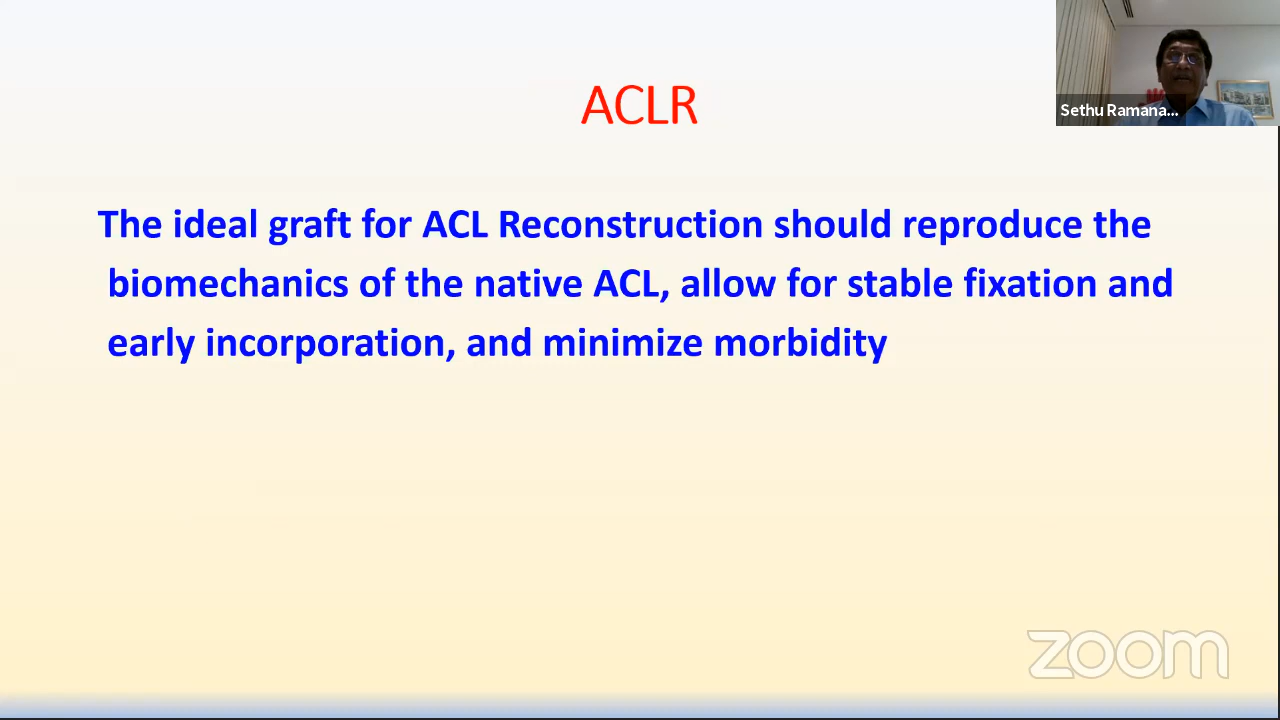 ACLR
Sethu Ramana...
The ideal graft for ACL Reconstruction should reproduce the
biomechanics of the native ACL, allow for stable fixation and
early incorporation, and minimize morbidity
zoom